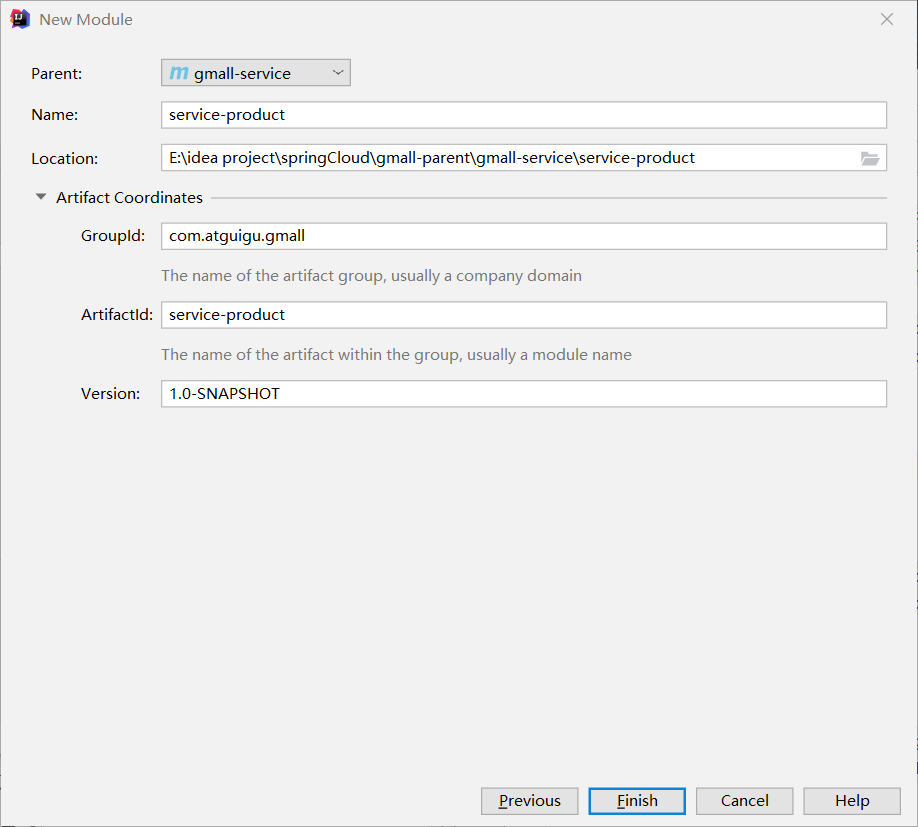 New Module
Parent: m gmall-service
Name: service-product
Location: E:\idea project\springCloud\gmall-parent\gmall-service\service-product
Artifact Coordinates
GroupId: com.atguigu.gmall
The name of the artifact group, usually a company domain
ArtifactId: service-product
The name of the artifact within the group, usually a module name
Version: 1.0-SNAPSHOT
Previous Finish Cancel Help